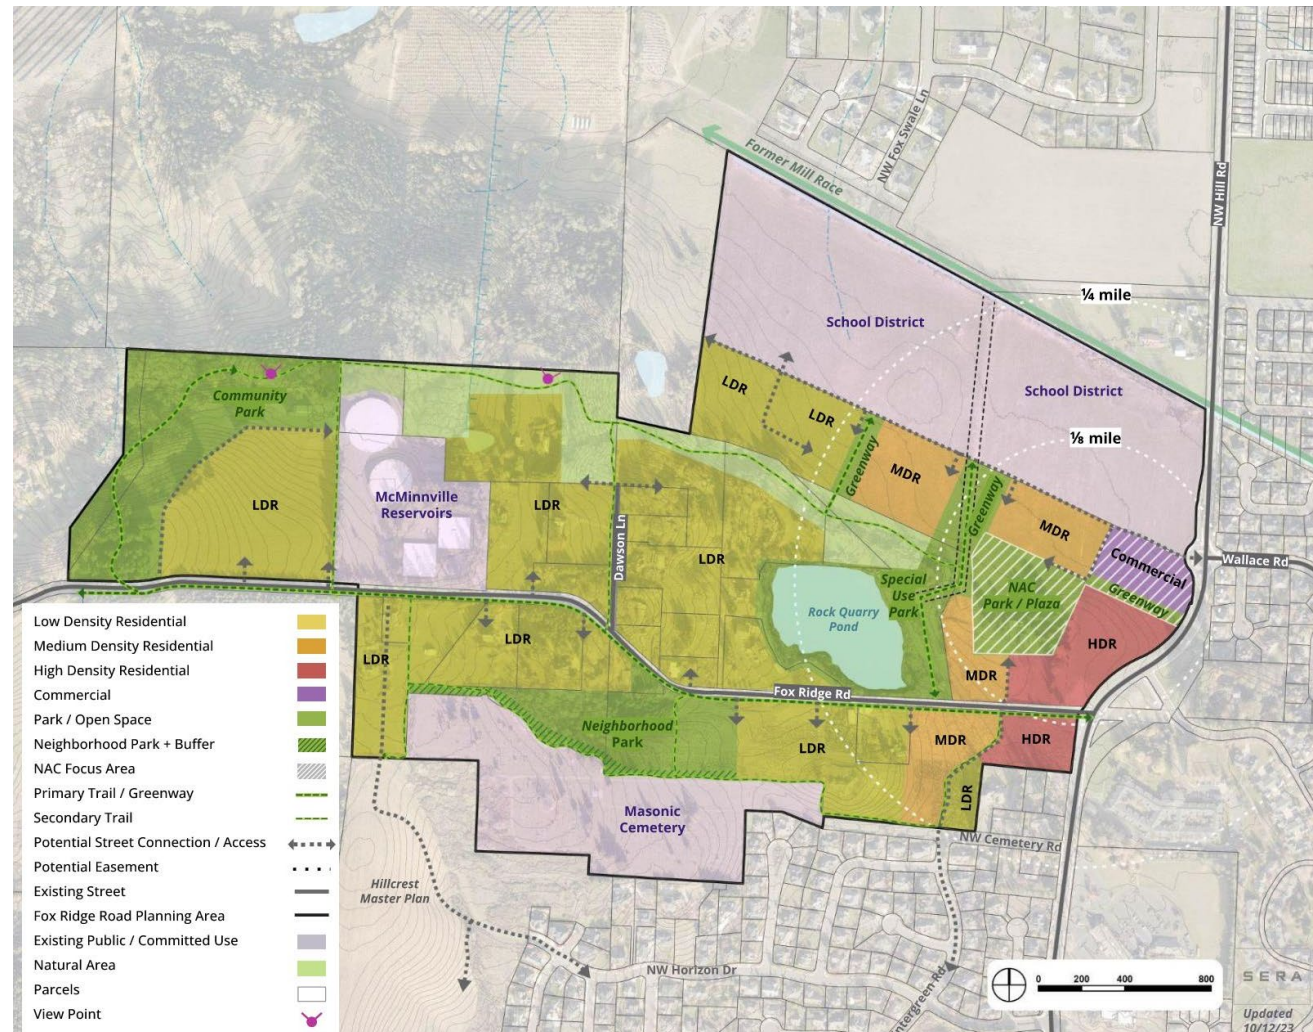 NW Fox Swale Ln
Former Mill Race
NW Hill Rd
¼ mile
School District
School District
⅛ mile
LDR
LDR
Greenway
MDR
Greenway
MDR
Commercial
Wallace Rd
Greenway
Community
Park
LDR
McMinnville
Reservoirs
LDR
Dawson Ln
LDR
Rock Quarry
Pond
Special
Use
Park
NAC
Park / Plaza
HDR
MDR
LDR
LDR
Fox Ridge Rd
Neighborhood
Park
LDR
MDR
HDR
LDR
Masonic
Cemetery
NW Cemetery Rd
Hillcrest
Master Plan
NW Horizon Dr
Low Density Residential
Medium Density Residential
High Density Residential
Commercial
Park / Open Space
Neighborhood Park + Buffer
NAC Focus Area
Primary Trail / Greenway
Secondary Trail
Potential Street Connection / Access
Potential Easement
Existing Street
Fox Ridge Road Planning Area
Existing Public / Committed Use
Natural Area
Parcels
View Point
0 200 400 800
SERA
Updated
10/12/23